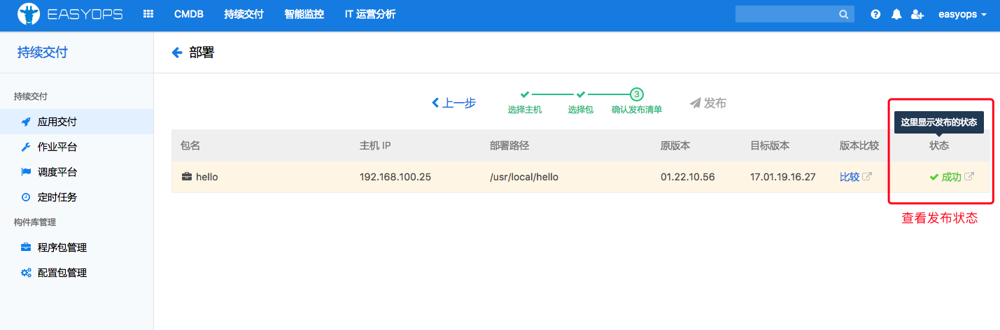 EASYOPS CMDB 持续交付 智能监控 IT 运营分析 easyops
持续交付
部署
持续交付
应用交付
作业平台
调度平台
定时任务
构件库管理
程序包管理
配置包管理
上一步
3
选择主机 选择包 确认发布清单
发布
这里显示发布的状态
包名 主机 IP 部署路径 原版本 目标版本 版本比较 状态
hello 192.168.100.25 /usr/local/hello 01.22.10.56 17.01.19.16.27 比较 成功
查看发布状态